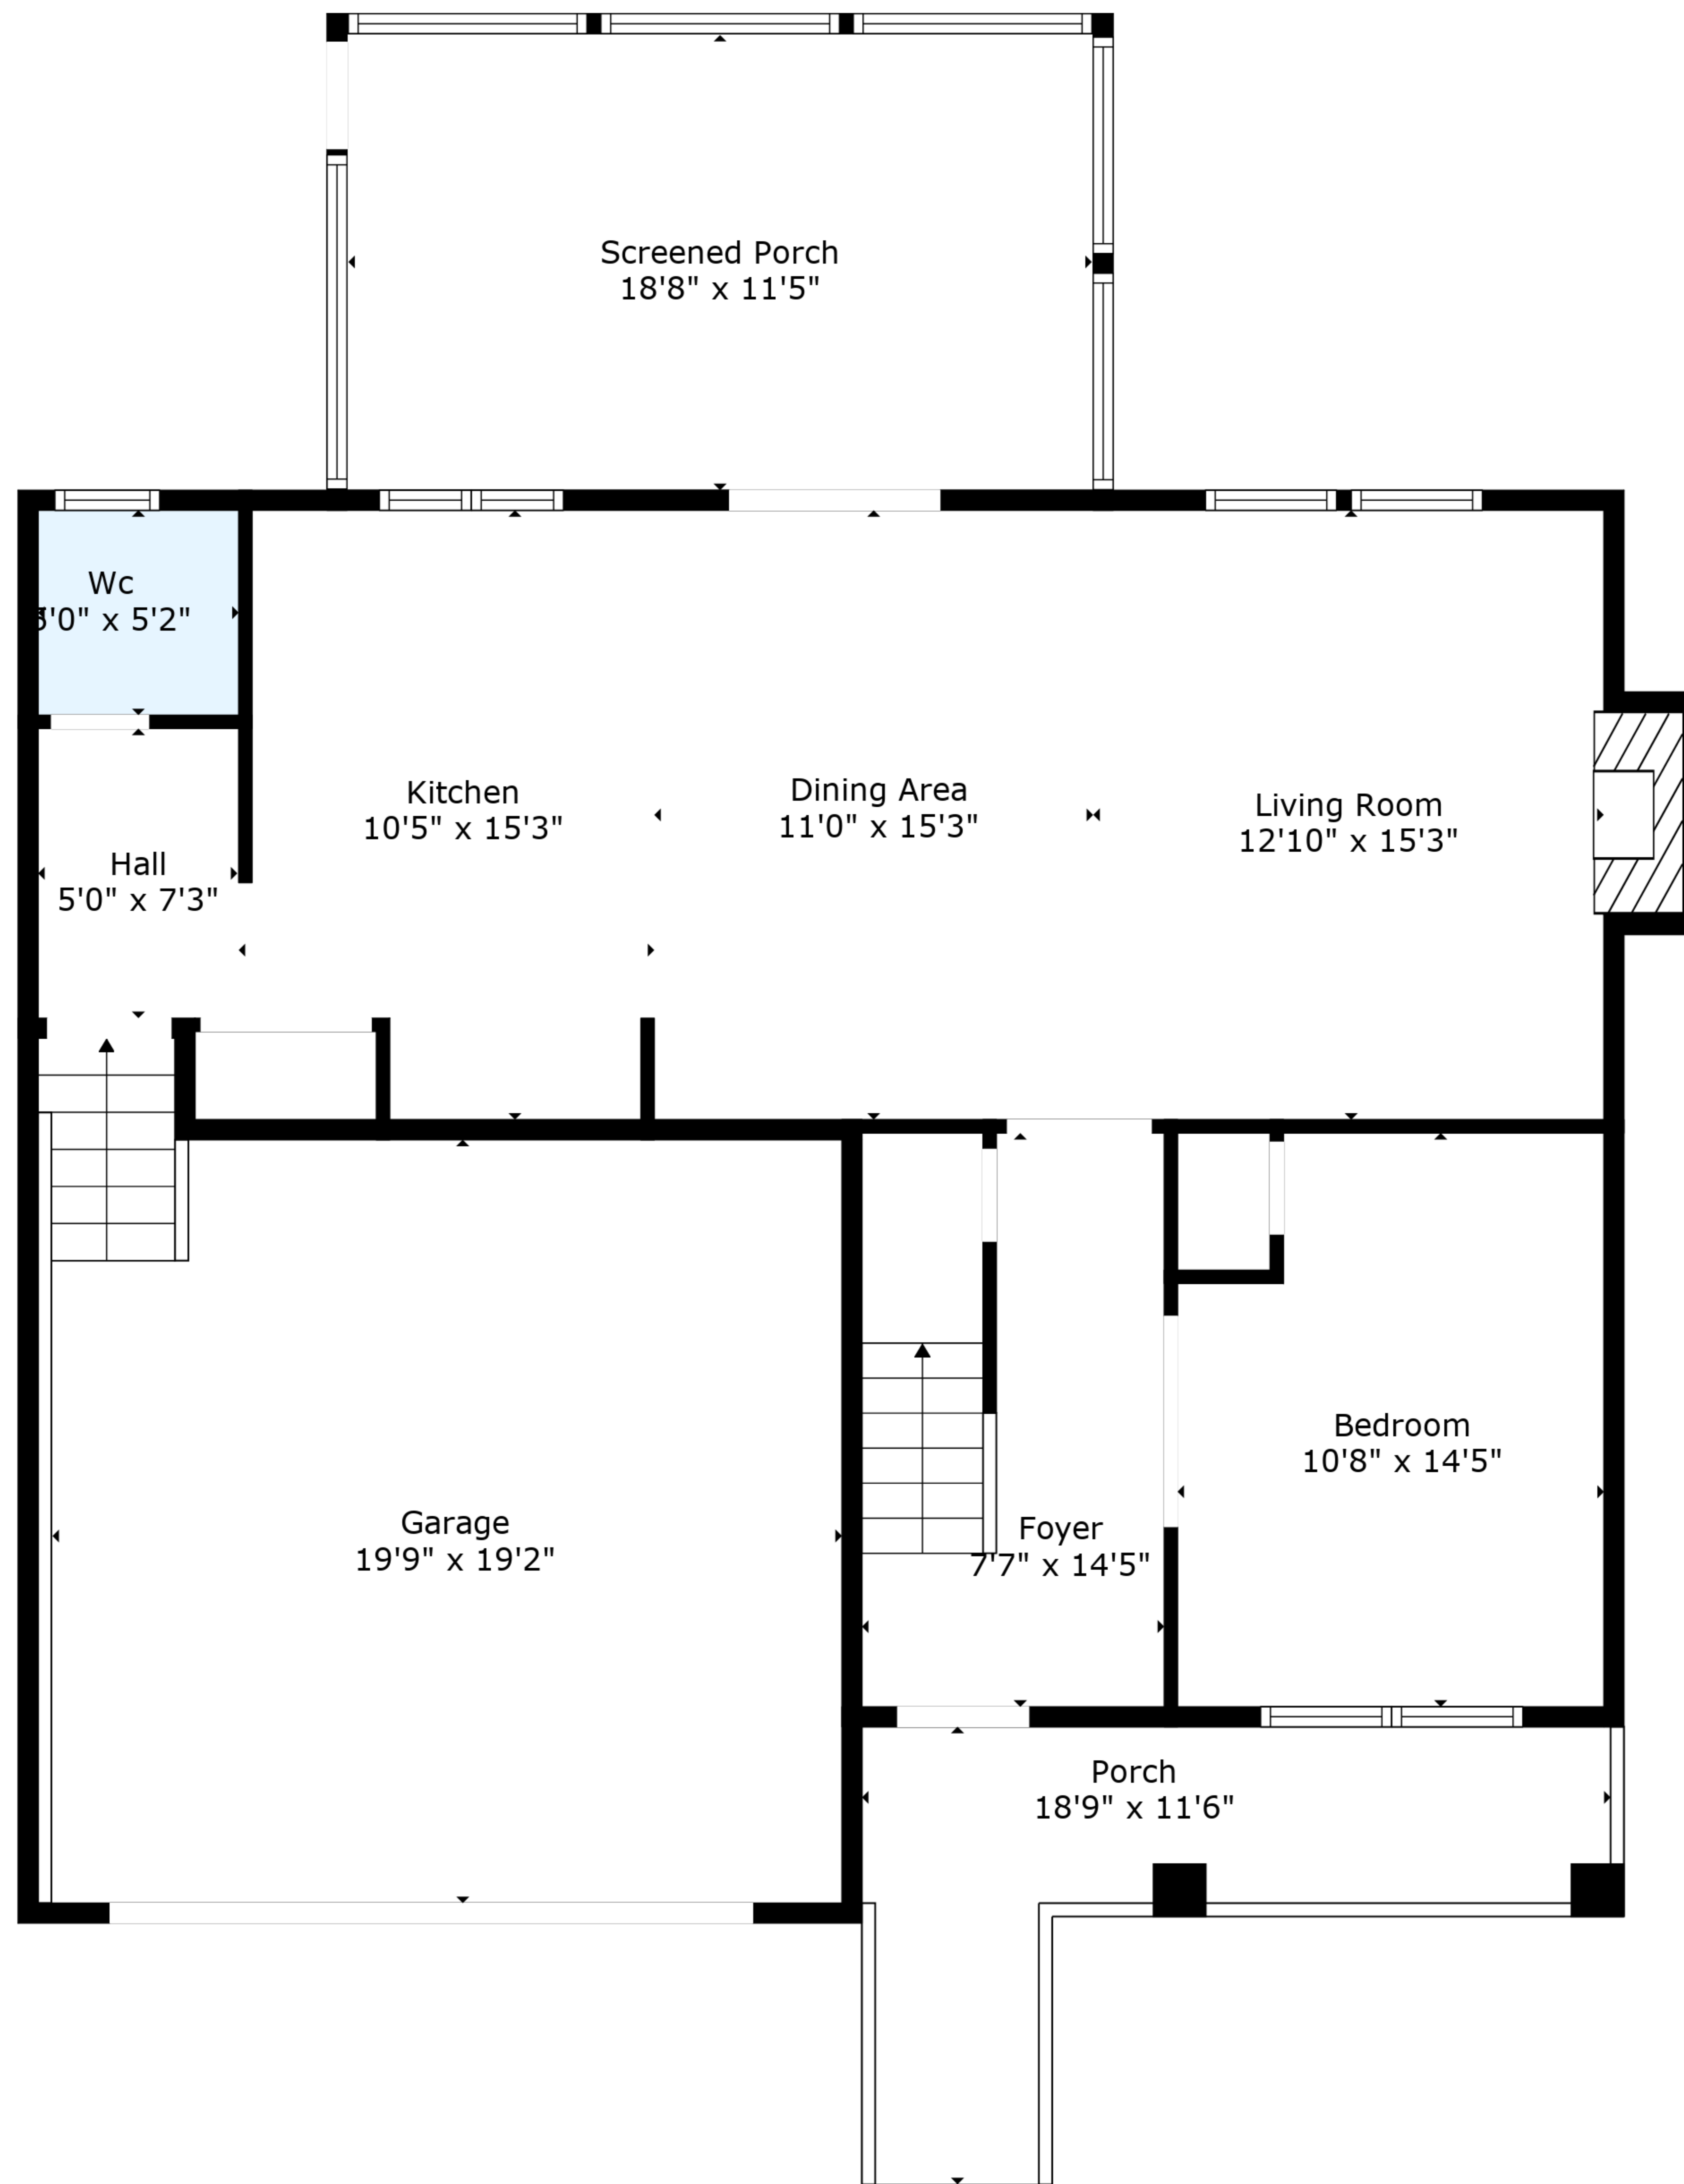 Screened Porch
18'8" x 11'5"
Wc
5'0" x 5'2"
Kitchen
10'5" x 15'3"
Dining Area
11'0" x 15'3"
Living Room
12'10" x 15'3"
Hall
5'0" x 7'3"
Garage
19'9" x 19'2"
Foyer
7'7" x 14'5"
Bedroom
10'8" x 14'5"
Porch
18'9" x 11'6"